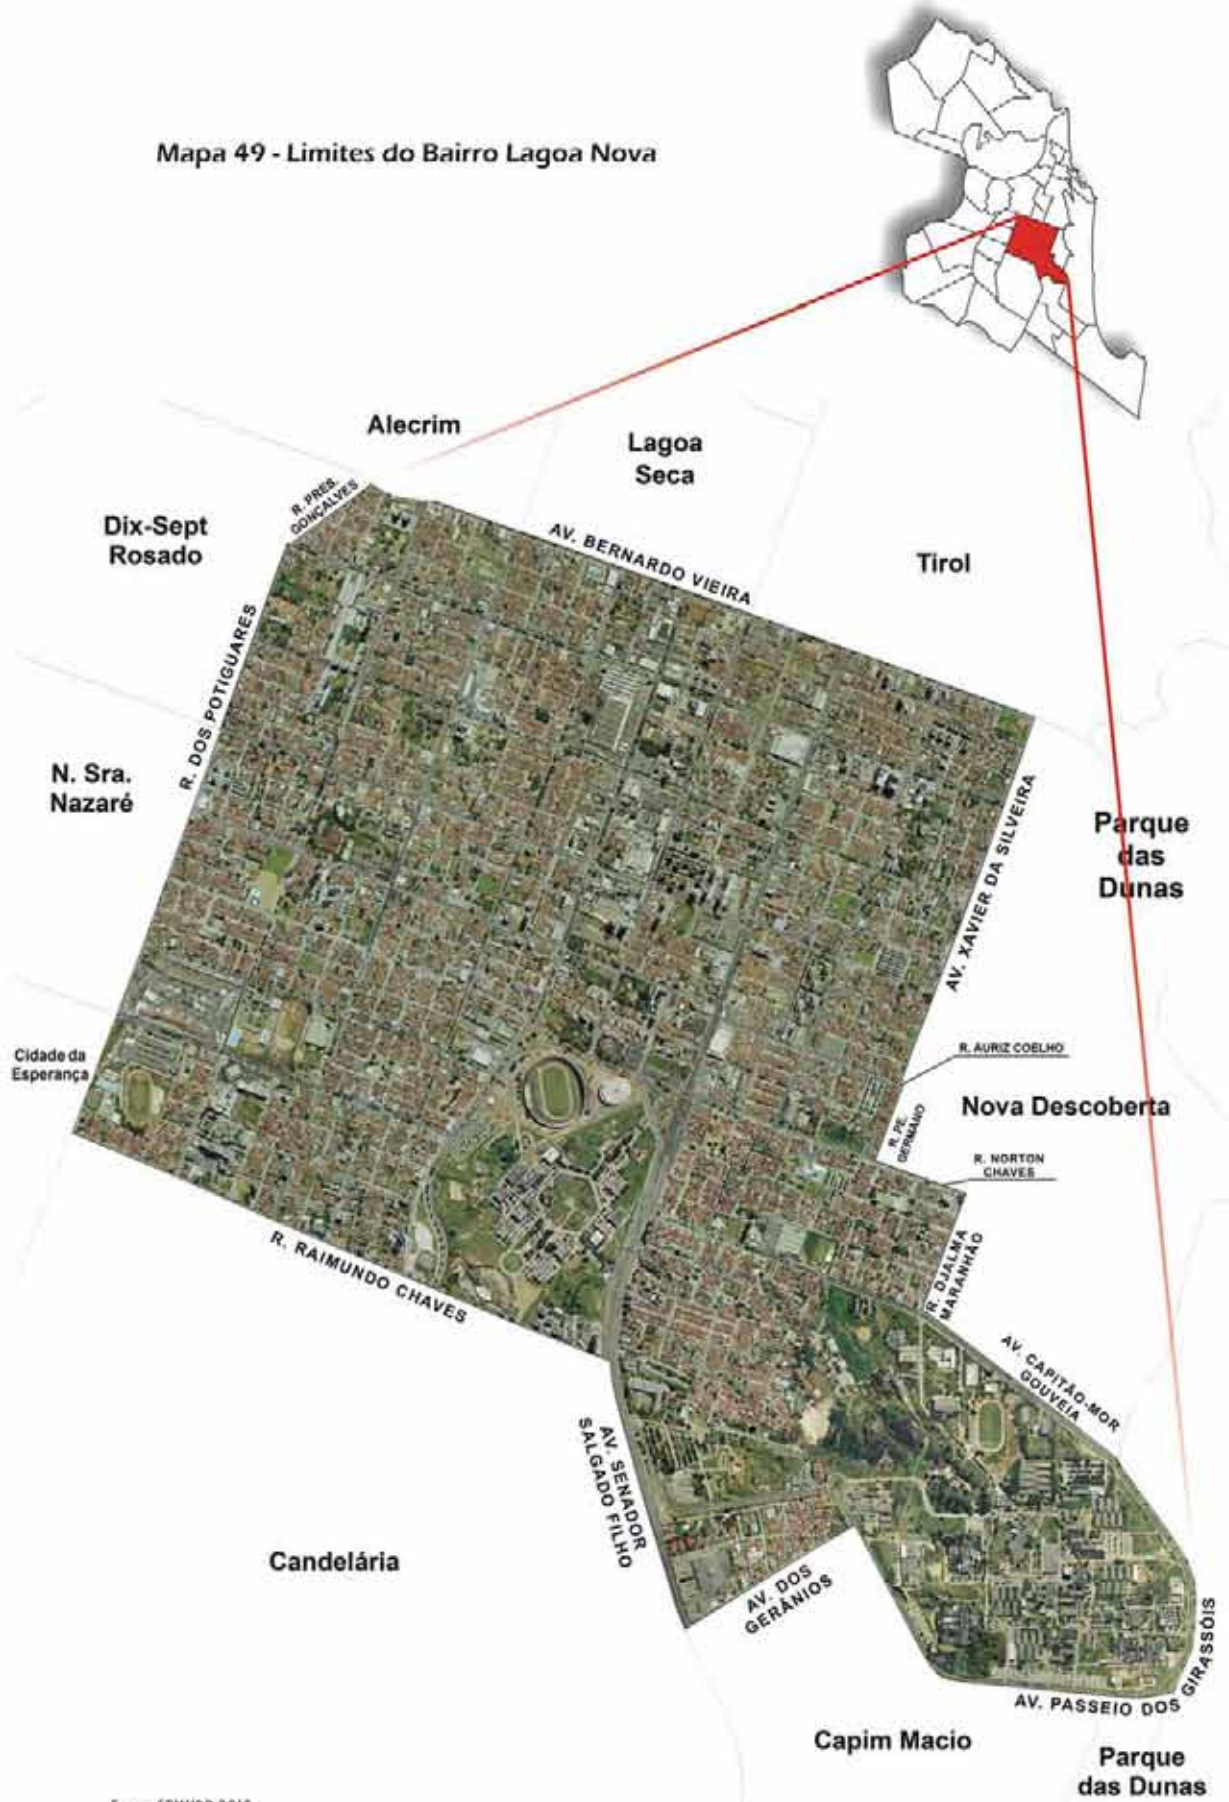 Mapa 49 - Limites do Bairro Lagoa Nova
Alecrim
Lagoa
Seca
R. PRES.
GONÇALVES
Dix-Sept
Rosado
AV. BERNARDO VIEIRA
Tirol
R. DOS POTIGUARES
N. Sra.
Nazaré
AV. XAVIER DA SILVEIRA
Parque
das
Dunas
Cidade da
Esperança
R. AURIZ COELHO
Nova Descoberta
R. PE.
GERMANO
R. NORTON
CHAVES
R. RAIMUNDO CHAVES
R. DJALMA
MARANHÃO
AV. CAPITÃO-MOR
GOUVEIA
AV. SENADOR
SALGADO FILHO
Candelária
AV. DOS
GERÂNIOS
AV. PASSEIO DOS GIRASSÓIS
Capim Macio
Parque
das Dunas